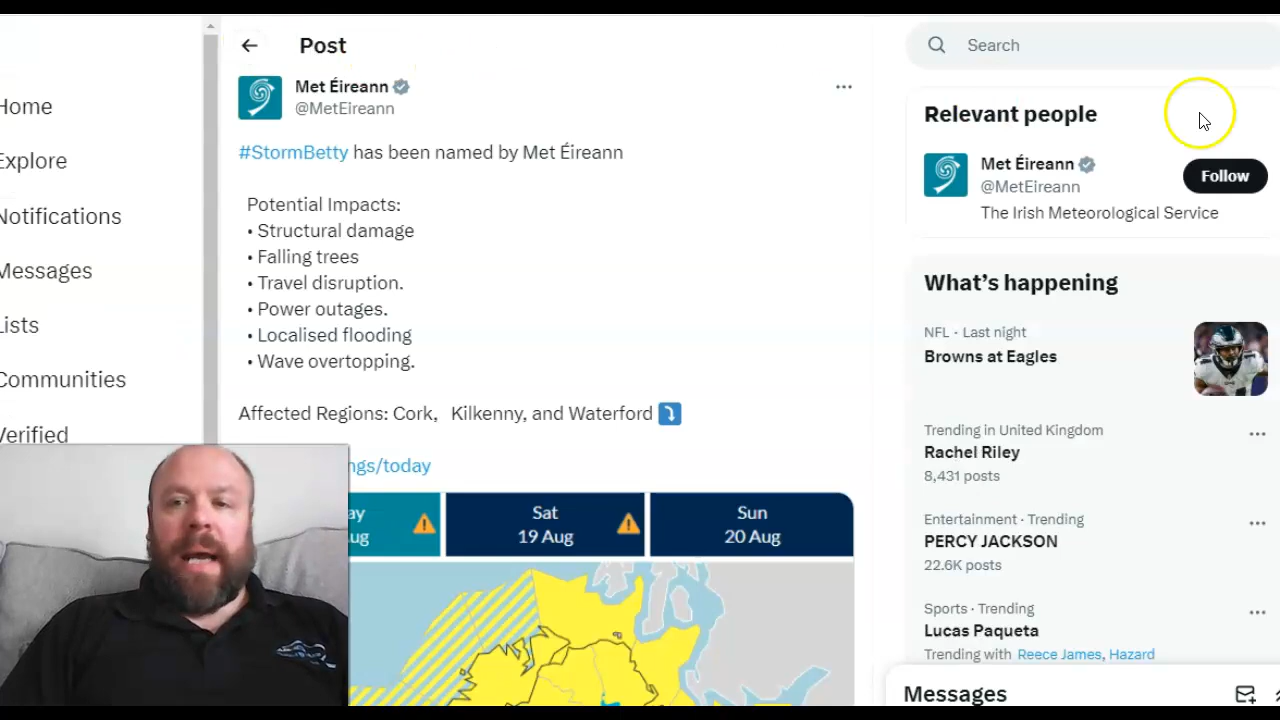 Post
Search
Home
Explore
Notifications
Messages
Lists
Communities
Verified
Met Éireann
@MetEireann
#StormBetty has been named by Met Éireann
Potential Impacts:
• Structural damage
• Falling trees
• Travel disruption.
• Power outages.
• Localised flooding
• Wave overtopping.
Affected Regions: Cork, Kilkenny, and Waterford
ngs/today
ay
ug
Sat
19 Aug
Sun
20 Aug
Relevant people
Met Éireann
@MetEireann
Follow
The Irish Meteorological Service
What's happening
NFL · Last night
Browns at Eagles
Trending in United Kingdom
Rachel Riley
8,431 posts
Entertainment · Trending
PERCY JACKSON
22.6K posts
Sports · Trending
Lucas Paqueta
Trending with Reece James, Hazard
Messages